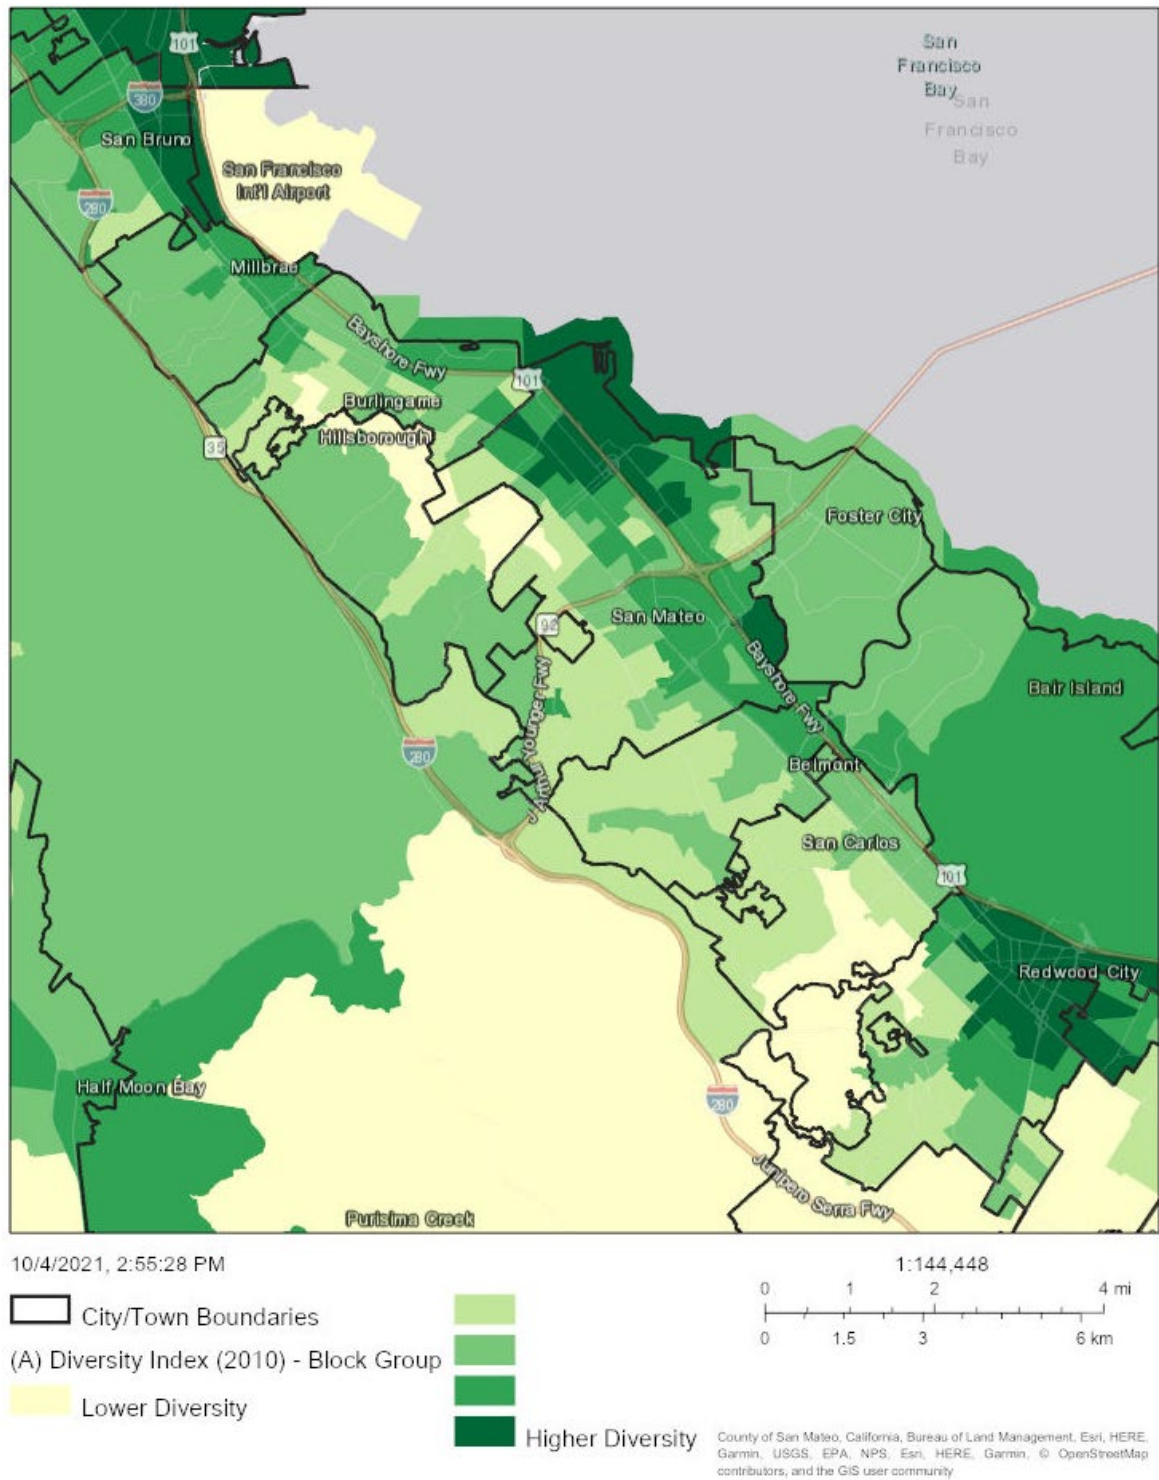 San
Francisco
Bay
San
Francisco
Bay
101
380
San Bruno
San Francisco
Int'l Airport
280
Millbrae
Bayshore Fwy
101
Burlingame
Hillsborough
35
Foster City
92
San Mateo
Bayshore Fwy
J Arthur Younger Fwy
Bair Island
280
Belmont
San Carlos
101
Redwood City
Half Moon Bay
280
Junipero Serra Fwy
Purisima Creek
10/4/2021, 2:55:28 PM
City/Town Boundaries
(A) Diversity Index (2010) - Block Group
Lower Diversity
Higher Diversity
1:144,448
0 1 2 4 mi
0 1.5 3 6 km
County of San Mateo, California, Bureau of Land Management, Esri, HERE,
Garmin, USGS, EPA, NPS, Esri, HERE, Garmin, © OpenStreetMap
contributors, and the GIS user community